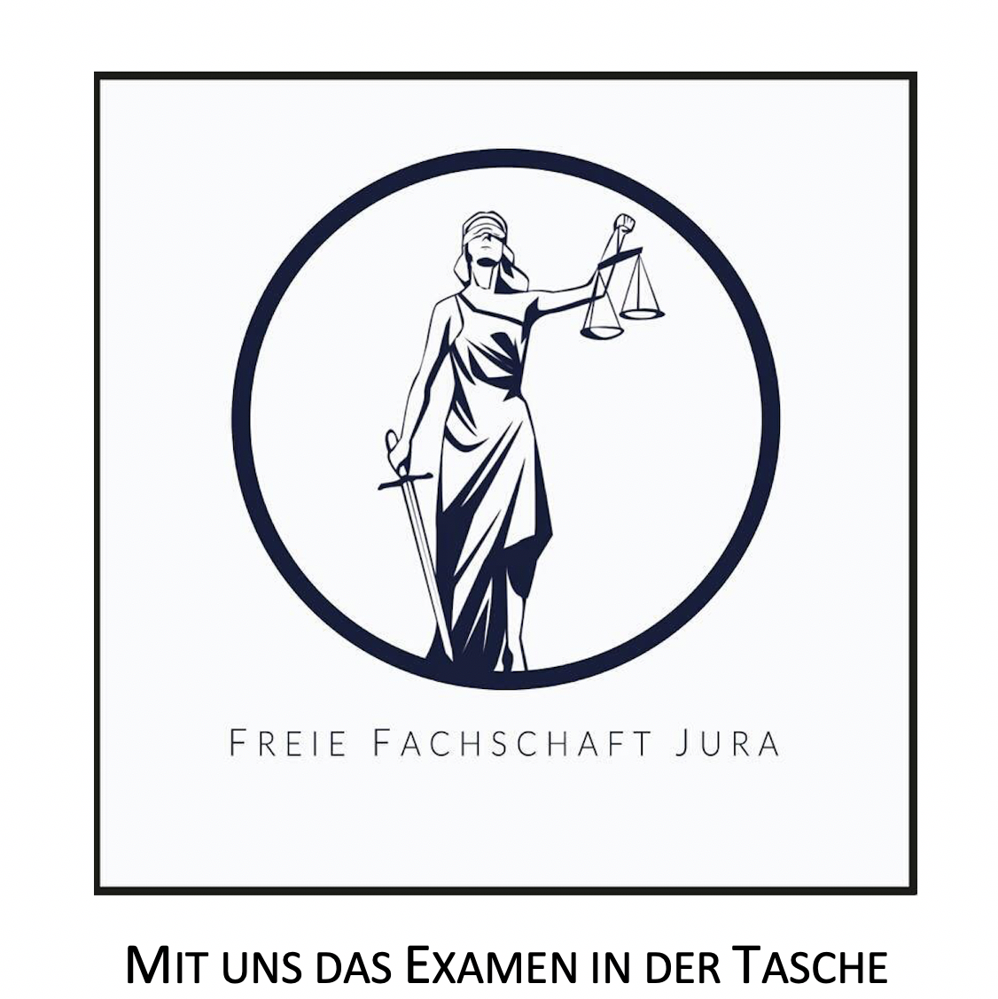 FREIE FACHSCHAFT JURA
MIT UNS DAS EXAMEN IN DER TASCHE